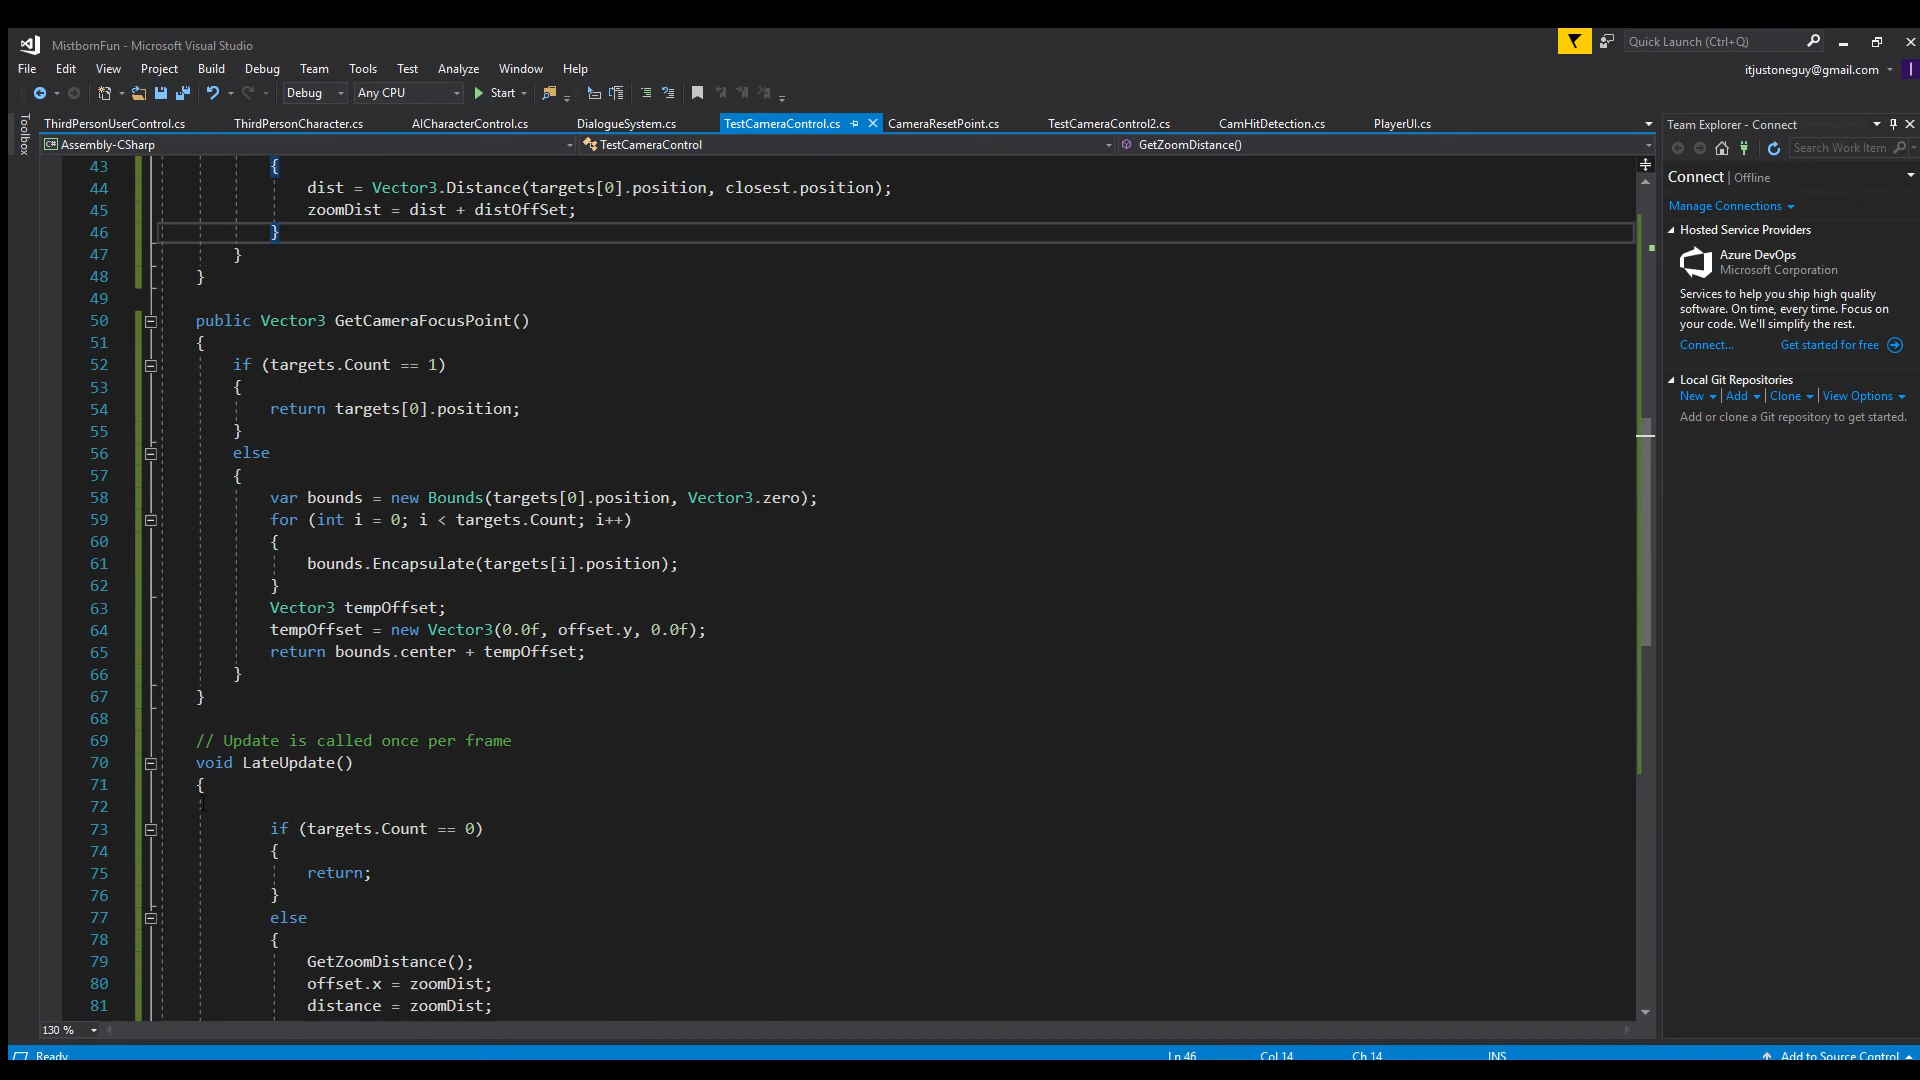 MistbornFun - Microsoft Visual Studio
Quick Launch (Ctrl+Q)
File Edit View Project Build Debug Team Tools Test Analyze Window Help
itjustoneguy@gmail.com
Debug Any CPU Start
Toolbox
ThirdPersonUserControl.cs ThirdPersonCharacter.cs AICharacterControl.cs DialogueSystem.cs TestCameraControl.cs CameraResetPoint.cs TestCameraControl2.cs CamHitDetection.cs PlayerUI.cs
Assembly-CSharp TestCameraControl GetZoomDistance()
43 {
44 dist = Vector3.Distance(targets[0].position, closest.position);
45 zoomDist = dist + distOffSet;
46 }
47 }
48 }
49
50 public Vector3 GetCameraFocusPoint()
51 {
52 if (targets.Count == 1)
53 {
54 return targets[0].position;
55 }
56 else
57 {
58 var bounds = new Bounds(targets[0].position, Vector3.zero);
59 for (int i = 0; i < targets.Count; i++)
60 {
61 bounds.Encapsulate(targets[i].position);
62 }
63 Vector3 tempOffset;
64 tempOffset = new Vector3(0.0f, offset.y, 0.0f);
65 return bounds.center + tempOffset;
66 }
67 }
68
69 // Update is called once per frame
70 void LateUpdate()
71 {
72
73 if (targets.Count == 0)
74 {
75 return;
76 }
77 else
78 {
79 GetZoomDistance();
80 offset.x = zoomDist;
81 distance = zoomDist;
130 %
Team Explorer - Connect
Search Work Item
Connect | Offline
Manage Connections
Hosted Service Providers
Azure DevOps
Microsoft Corporation
Services to help you ship high quality
software. On time, every time. Focus on
your code. We'll simplify the rest.
Connect... Get started for free
Local Git Repositories
New | Add | Clone | View Options
Add or clone a Git repository to get started.
Ready Ln 46 Col 14 Ch 14 INS Add to Source Control